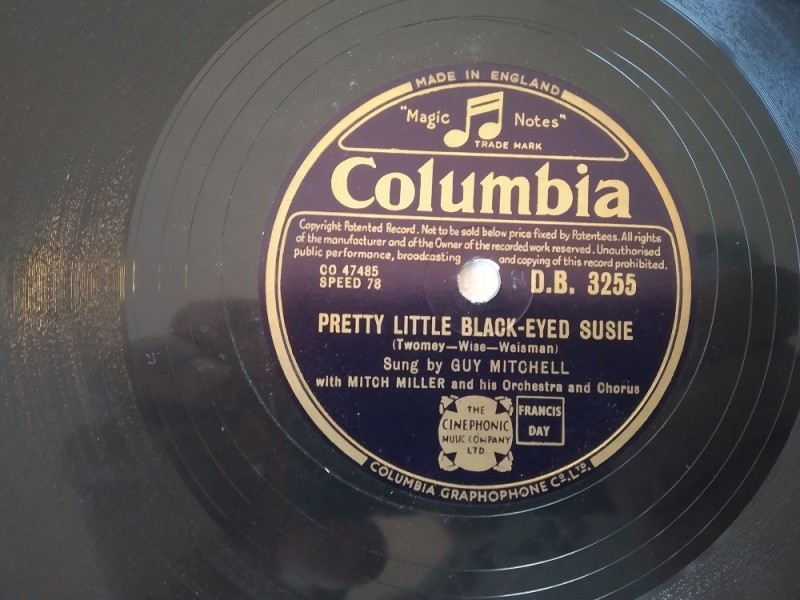 MADE IN ENGLAND
"Magic Notes"
TRADE MARK
Columbia
Copyright Patented Record. Not to be sold below price fixed by Patentees. All rights
of the manufacturer and of the Owner of the recorded work reserved. Unauthorised
public performance, broadcasting and copying of this record prohibited.
CO 47485
SPEED 78
D.B. 3255
PRETTY LITTLE BLACK-EYED SUSIE
(Twomey—Wise—Weisman)
Sung by GUY MITCHELL
with MITCH MILLER and his Orchestra and Chorus
THE
CINEPHONIC
MUSIC COMPANY
LTD.
FRANCIS
DAY
COLUMBIA GRAPHOPHONE CO. LTD.